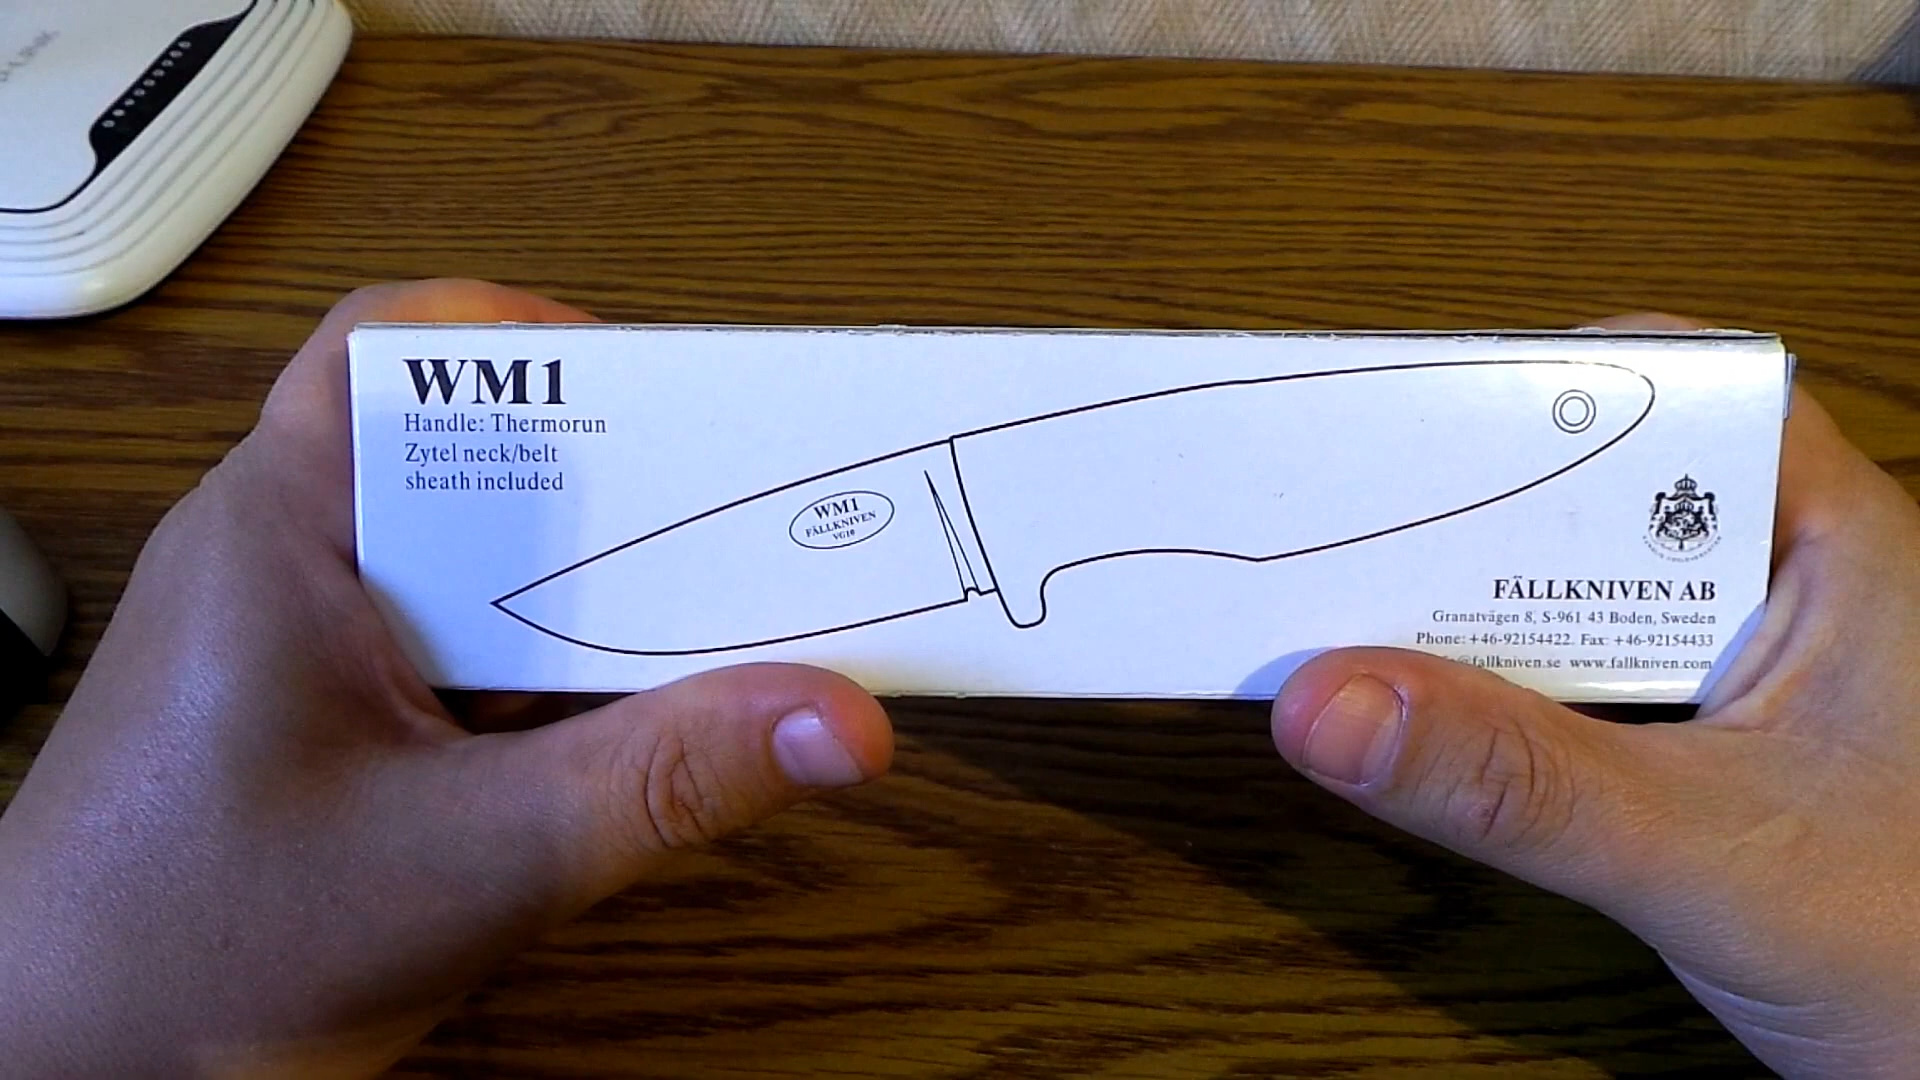 WM1
Handle: Thermorun
Zytel neck/belt
sheath included
WM1
FÄLLKNIVEN
VG10
FÄLLKNIVEN AB
Granatvägen 8, S-961 43 Boden, Sweden
Phone: +46-92154422. Fax: +46-92154433
@fallkniven.se www.fallkniven.com